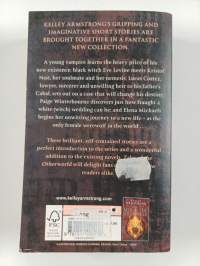 KELLEY ARMSTRONG'S GRIPPING AND
IMAGINATIVE SHORT STORIES ARE
BROUGHT TOGETHER IN A FANTASTIC
NEW COLLECTION.
A young vampire learns the heavy price of his
new existence; black witch Eve Levine meets Kristof
Nast, her soulmate and her nemesis; Lucas Cortez,
lawyer, sorcerer and unwilling heir to his father's
Cabal, sets out on a case that will change his destiny;
Paige Winterbourne discovers just how fraught a
white (witch) wedding can be; and Elena Michaels
begins her unwitting journey to a new life – as the
only female werewolf in the world ...
These brilliant, self-contained stories are a
perfect introduction to the series and a wonderful
addition to the existing novels.
Otherworld will delight fans
readers alike
www.kelleyarmstrong.com
FSC